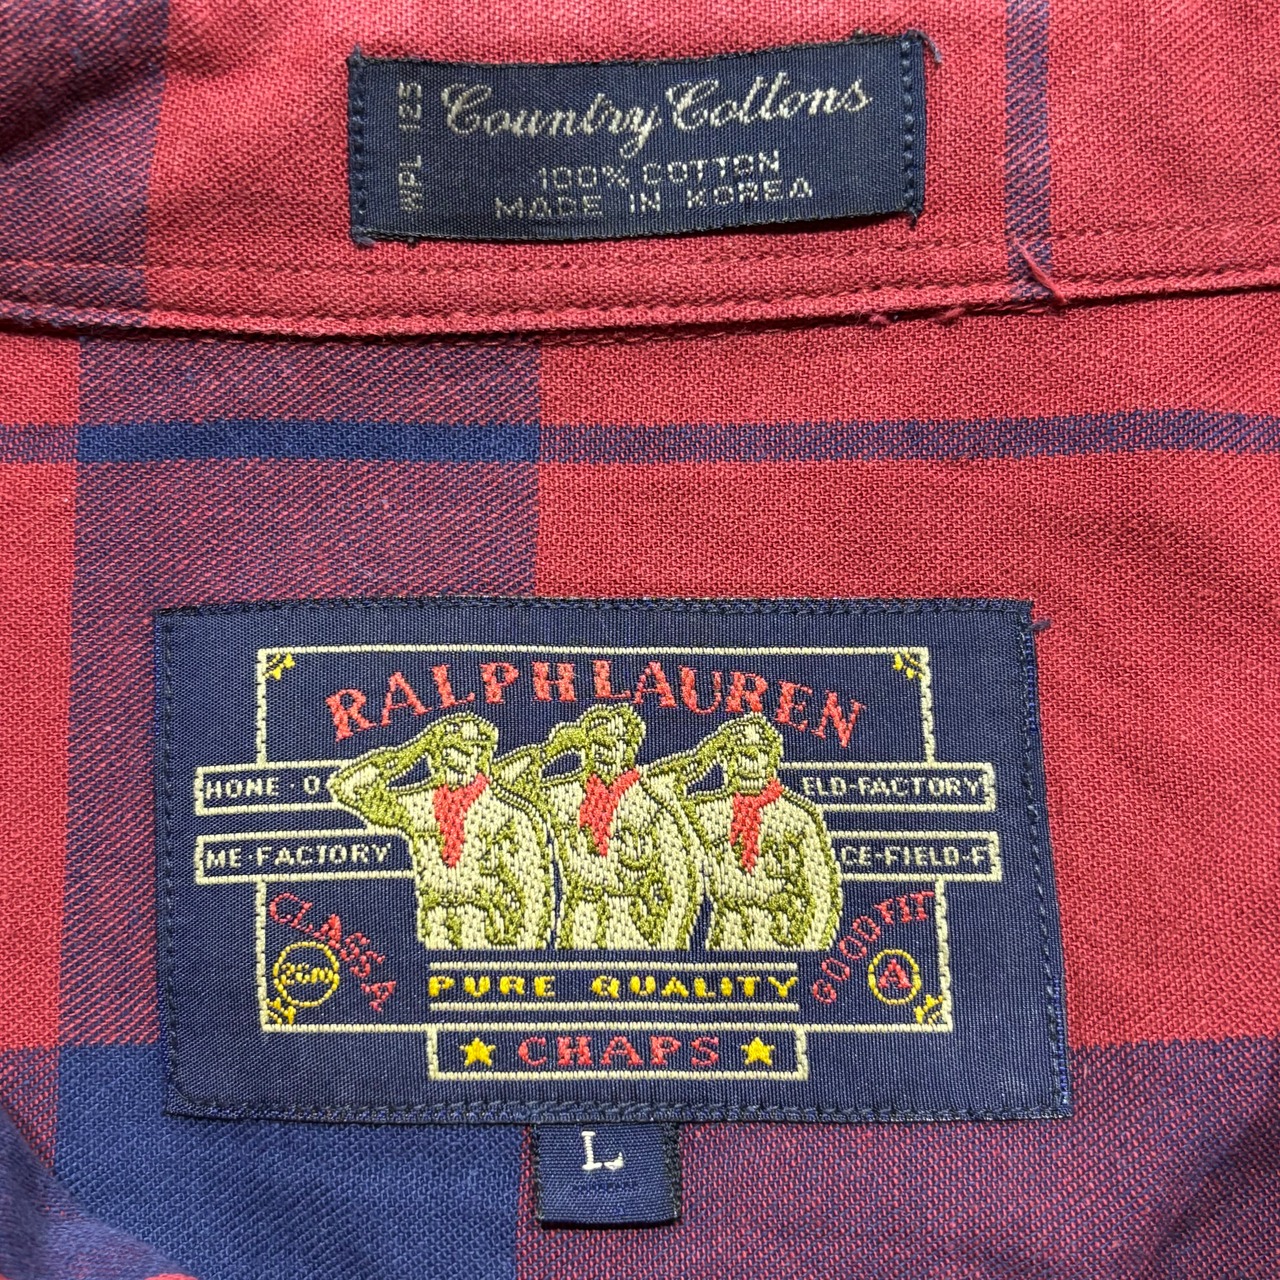 Country Cottons
WPL 125
100% COTTON
MADE IN KOREA
RALPH LAUREN
HONE · O
ELD-FACTORY
ME-FACTORY
CE-FIELD-F
CLASS·A
GOOD FIT
A
PURE QUALITY
CHAPS
L